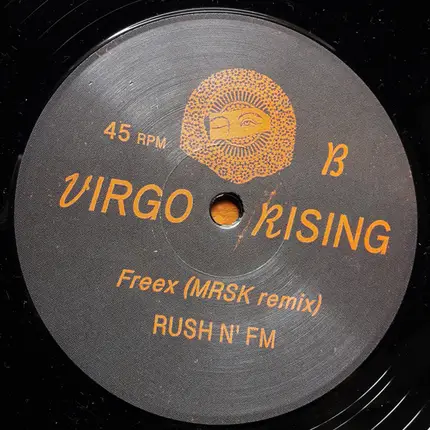 45 RPM
B
VIRGO RISING
Freex (MRSK remix)
RUSH N' FM